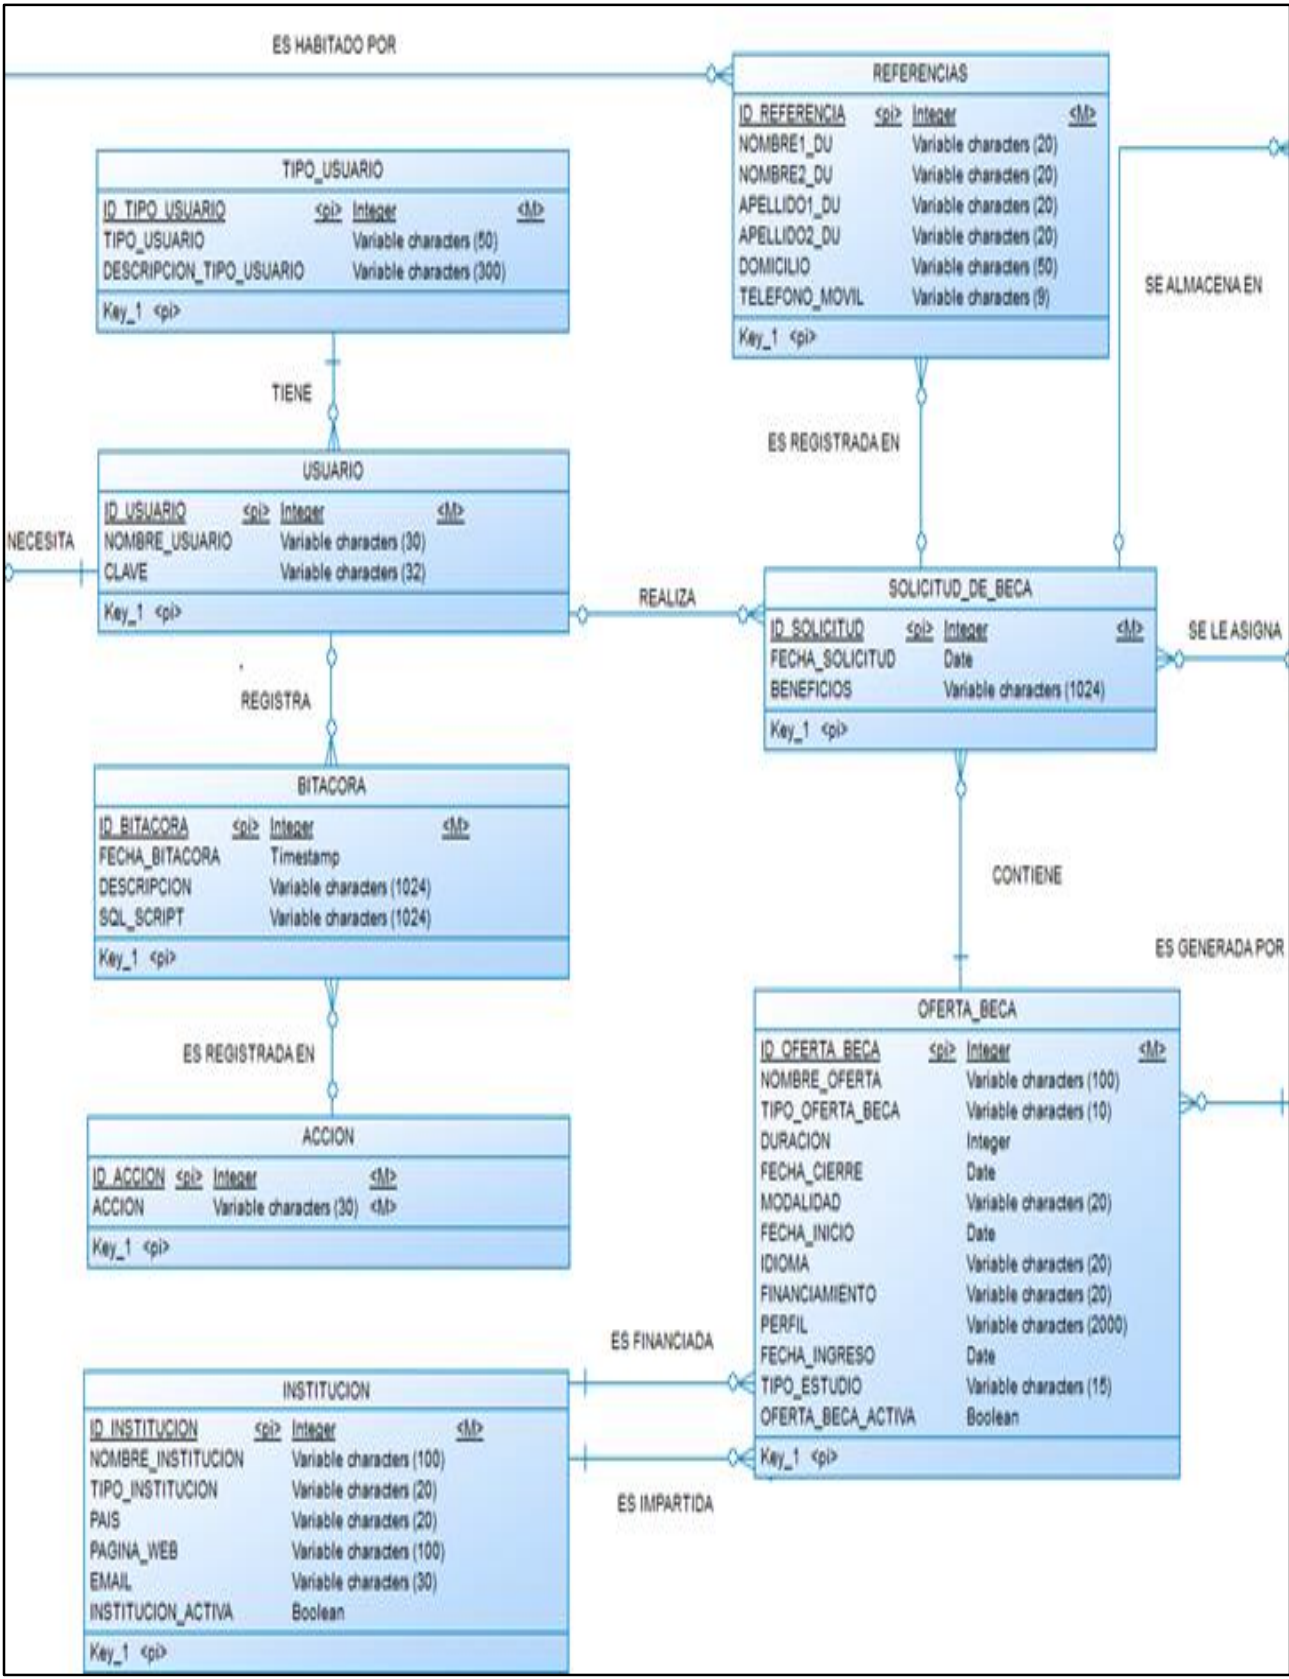 ES HABITADO POR
REFERENCIAS
ID_REFERENCIA <pi> Integer <M>
NOMBRE1_DU Variable characters (20)
NOMBRE2_DU Variable characters (20)
APELLIDO1_DU Variable characters (20)
APELLIDO2_DU Variable characters (20)
DOMICILIO Variable characters (50)
TELEFONO_MOVIL Variable characters (9)
Key_1 <pi>
TIPO_USUARIO
ID_TIPO_USUARIO <pi> Integer <M>
TIPO_USUARIO Variable characters (50)
DESCRIPCION_TIPO_USUARIO Variable characters (300)
Key_1 <pi>
SE ALMACENA EN
TIENE
ES REGISTRADA EN
USUARIO
ID_USUARIO <pi> Integer <M>
NOMBRE_USUARIO Variable characters (30)
CLAVE Variable characters (32)
Key_1 <pi>
NECESITA
REALIZA
SOLICITUD_DE_BECA
ID_SOLICITUD <pi> Integer <M>
FECHA_SOLICITUD Date
BENEFICIOS Variable characters (1024)
Key_1 <pi>
SE LE ASIGNA
REGISTRA
BITACORA
ID_BITACORA <pi> Integer <M>
FECHA_BITACORA Timestamp
DESCRIPCION Variable characters (1024)
SQL_SCRIPT Variable characters (1024)
Key_1 <pi>
CONTIENE
ES GENERADA POR
ES REGISTRADA EN
OFERTA_BECA
ID_OFERTA_BECA <pi> Integer <M>
NOMBRE_OFERTA Variable characters (100)
TIPO_OFERTA_BECA Variable characters (10)
DURACION Integer
FECHA_CIERRE Date
MODALIDAD Variable characters (20)
FECHA_INICIO Date
IDIOMA Variable characters (20)
FINANCIAMIENTO Variable characters (20)
PERFIL Variable characters (2000)
FECHA_INGRESO Date
TIPO_ESTUDIO Variable characters (15)
OFERTA_BECA_ACTIVA Boolean
Key_1 <pi>
ACCION
ID_ACCION <pi> Integer <M>
ACCION Variable characters (30) <M>
Key_1 <pi>
ES FINANCIADA
INSTITUCION
ID_INSTITUCION <pi> Integer <M>
NOMBRE_INSTITUCION Variable characters (100)
TIPO_INSTITUCION Variable characters (20)
PAIS Variable characters (20)
PAGINA_WEB Variable characters (100)
EMAIL Variable characters (30)
INSTITUCION_ACTIVA Boolean
Key_1 <pi>
ES IMPARTIDA